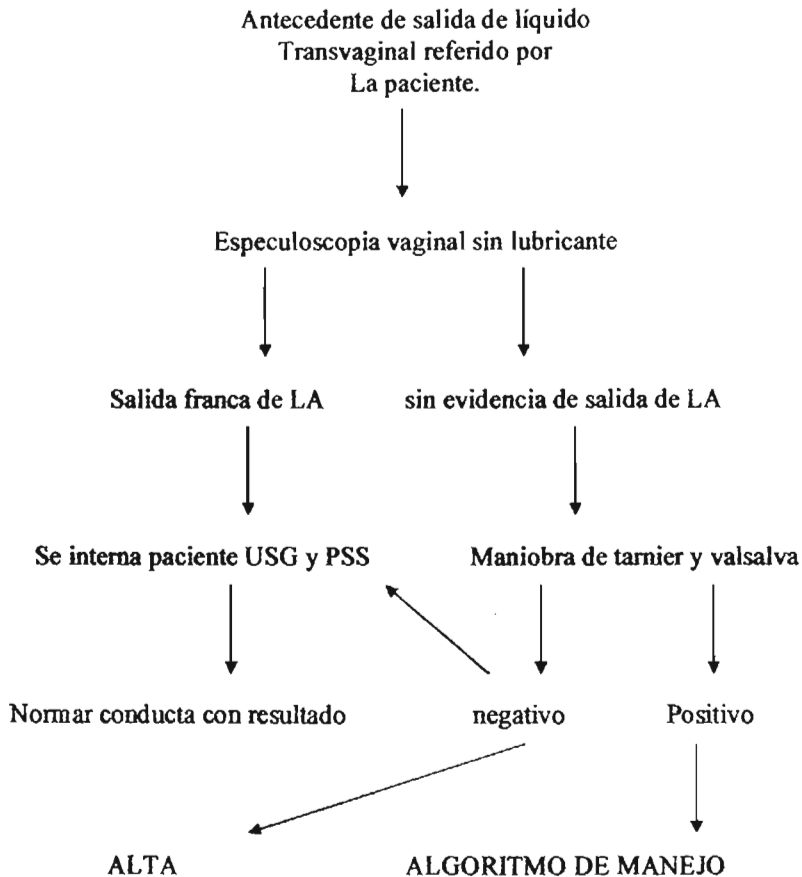 Antecedente de salida de líquido
Transvaginal referido por
La paciente.
Especuloscopia vaginal sin lubricante
Salida franca de LA
sin evidencia de salida de LA
Se interna paciente USG y PSS
Maniobra de tarnier y valsalva
Normar conducta con resultado
negativo
Positivo
ALTA
ALGORITMO DE MANEJO